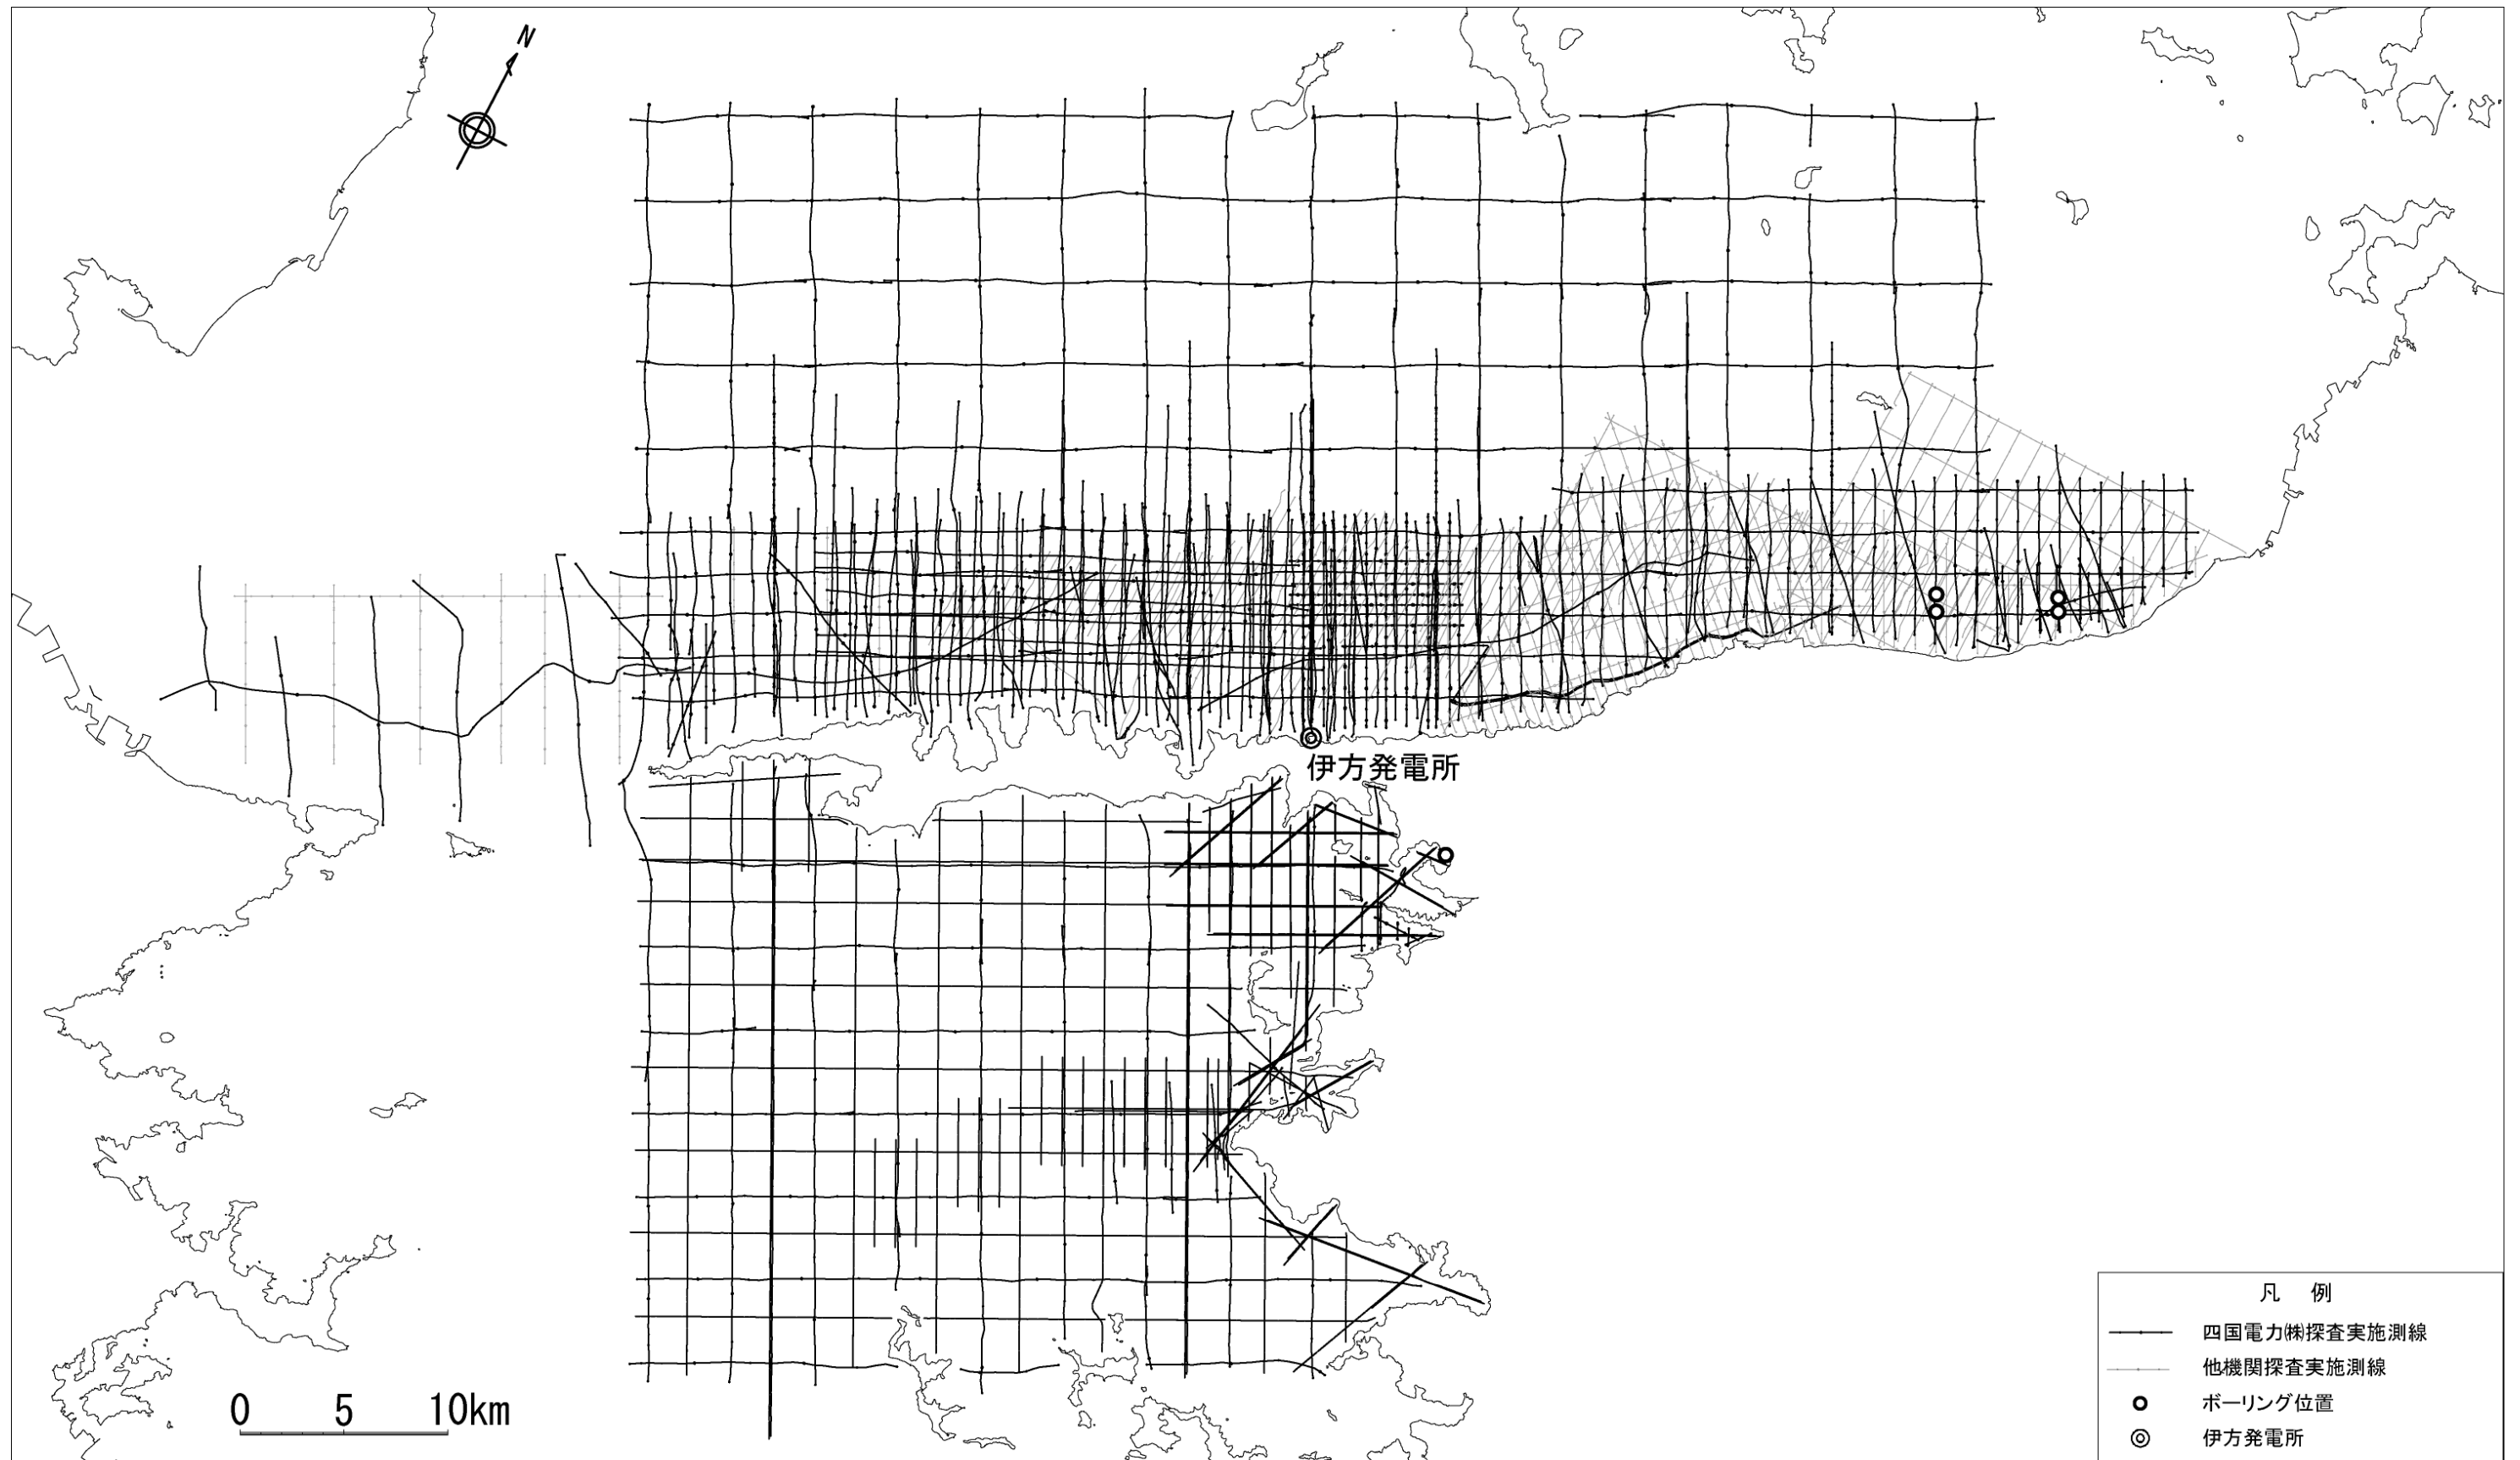 N
伊方発電所
0 5 10km
凡 例
四国電力㈱探査実施測線
他機関探査実施測線
ボーリング位置
伊方発電所